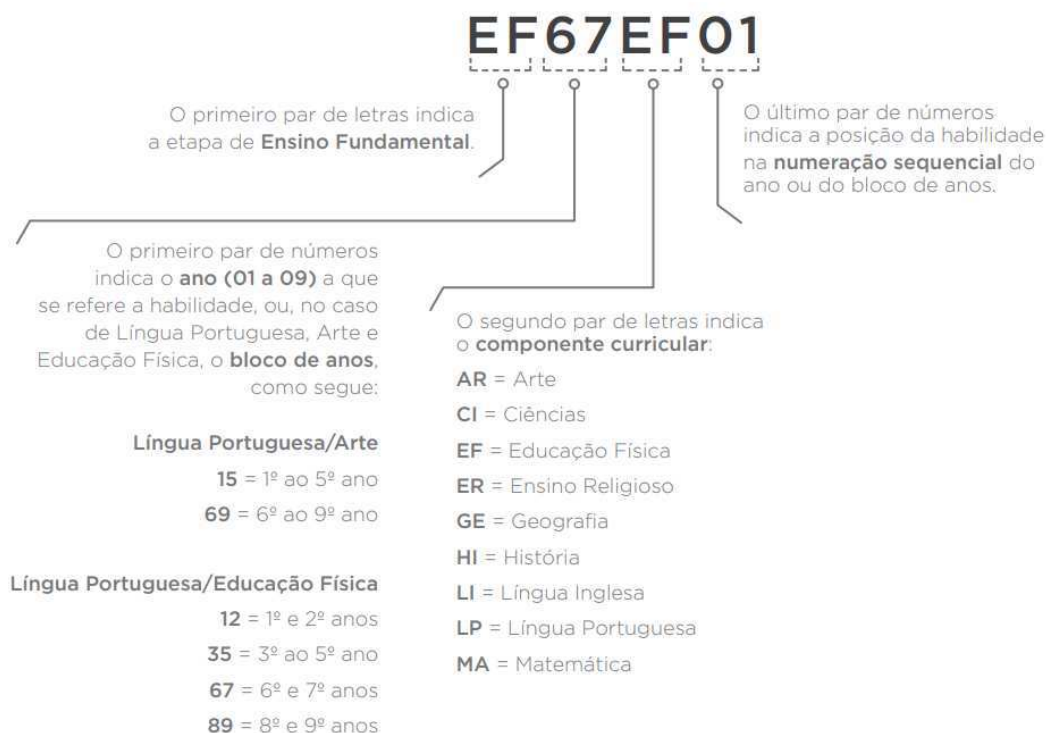 EF67EF01
O primeiro par de letras indica
a etapa de Ensino Fundamental.
O último par de números
indica a posição da habilidade
na numeração sequencial do
ano ou do bloco de anos.
O primeiro par de números
indica o ano (01 a 09) a que
se refere a habilidade, ou, no caso
de Língua Portuguesa, Arte e
Educação Física, o bloco de anos,
como segue:
Língua Portuguesa/Arte
15 = 1º ao 5º ano
69 = 6º ao 9º ano
Língua Portuguesa/Educação Física
12 = 1º e 2º anos
35 = 3º ao 5º ano
67 = 6º e 7º anos
89 = 8º e 9º anos
O segundo par de letras indica
o componente curricular:
AR = Arte
CI = Ciências
EF = Educação Física
ER = Ensino Religioso
GE = Geografia
HI = História
LI = Língua Inglesa
LP = Língua Portuguesa
MA = Matemática